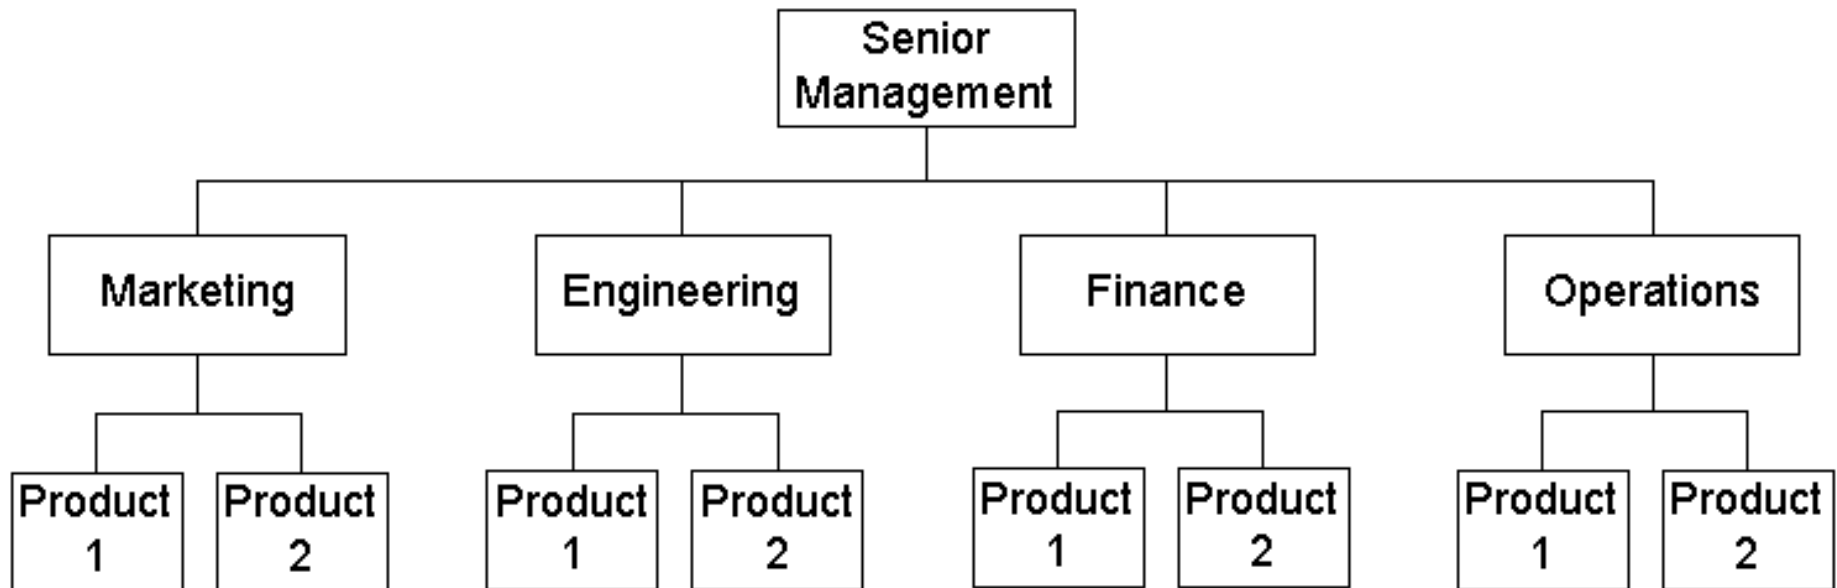 Senior
Management
Marketing
Engineering
Finance
Operations
Product
1
Product
2
Product
1
Product
2
Product
1
Product
2
Product
1
Product
2